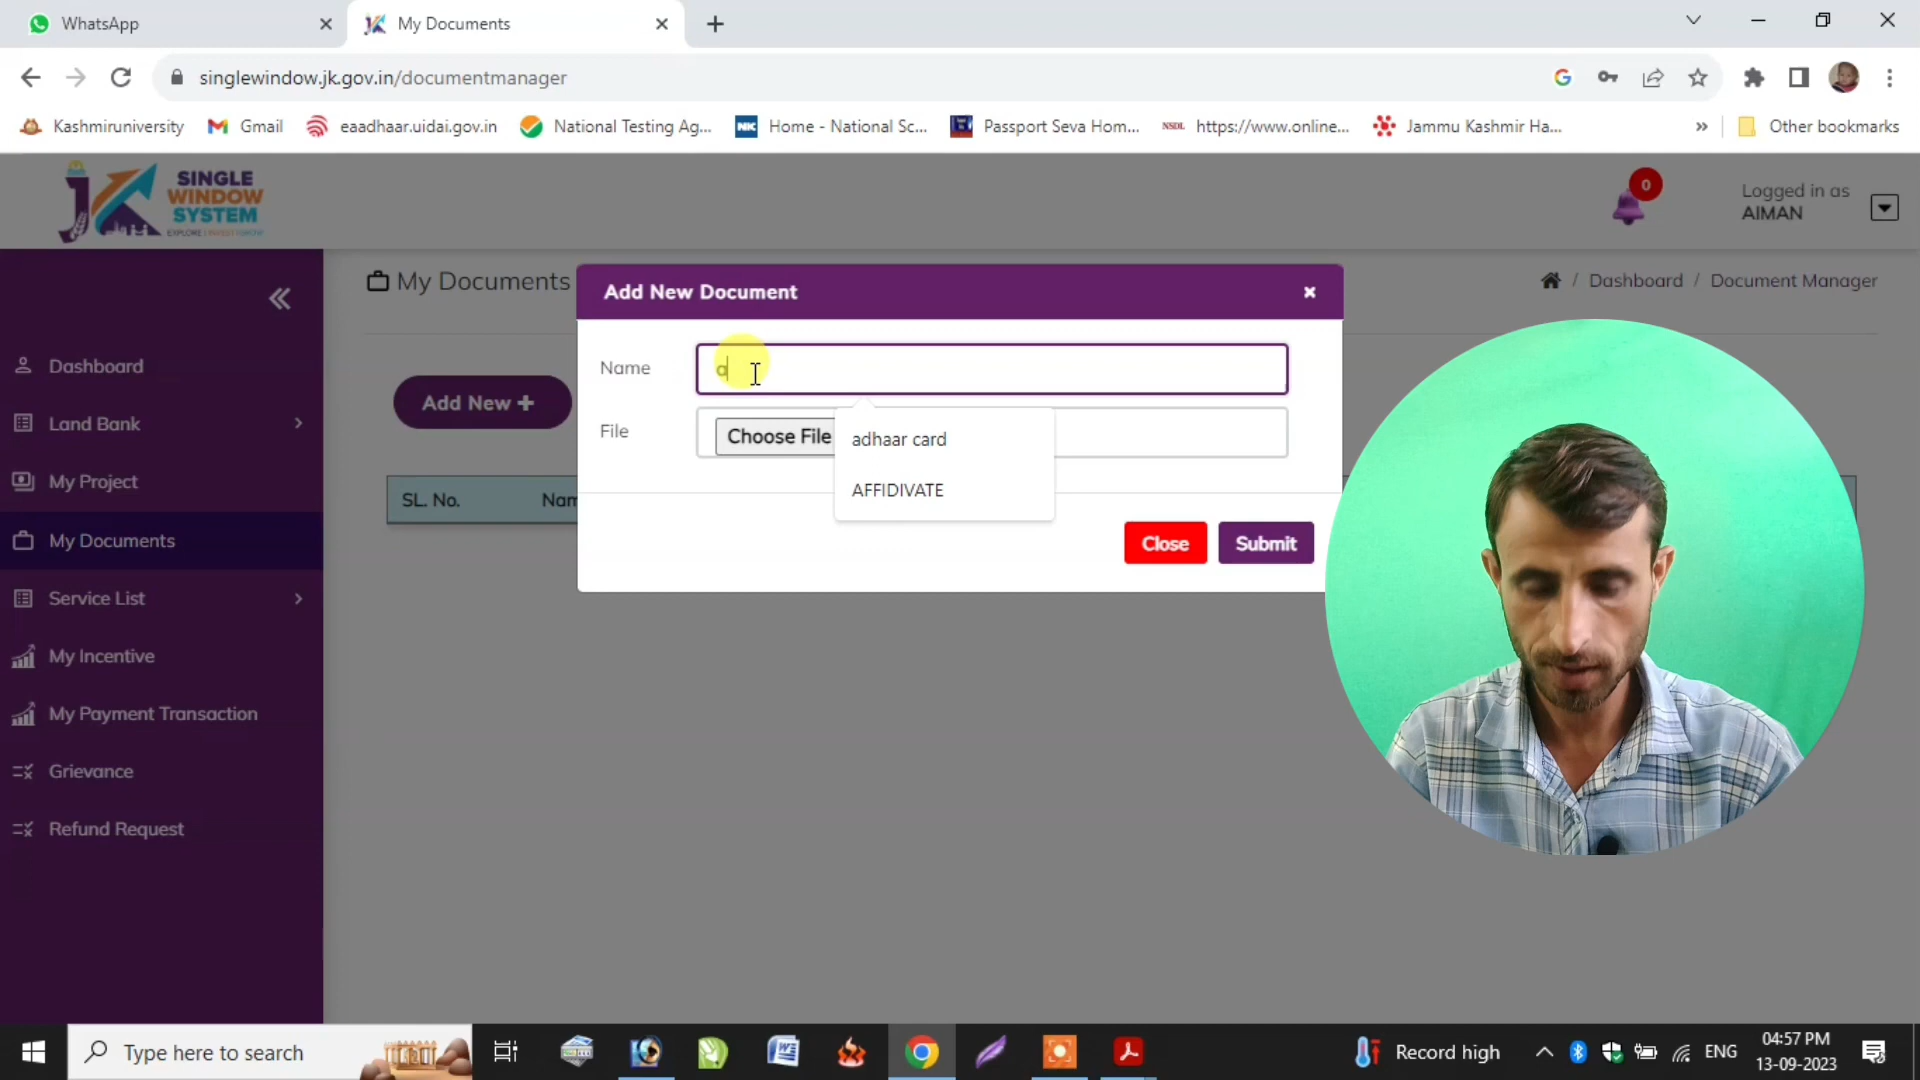 WhatsApp
My Documents
singlewindow.jk.gov.in/documentmanager
Kashmiruniversity
Gmail
eaadhaar.uidai.gov.in
National Testing Ag...
NIC Home - National Sc...
Passport Seva Hom...
NSDL https://www.online...
Jammu Kashmir Ha...
» Other bookmarks
SINGLE
WINDOW
SYSTEM
0
Logged in as
AIMAN
My Documents
Dashboard / Document Manager
Dashboard
Land Bank
My Project
My Documents
Service List
My Incentive
My Payment Transaction
Grievance
Refund Request
Add New +
SL. No. Nam
Add New Document ×
Name a
File Choose File
adhaar card
AFFIDIVATE
Close Submit
Type here to search
Record high
ENG
04:57 PM
13-09-2023